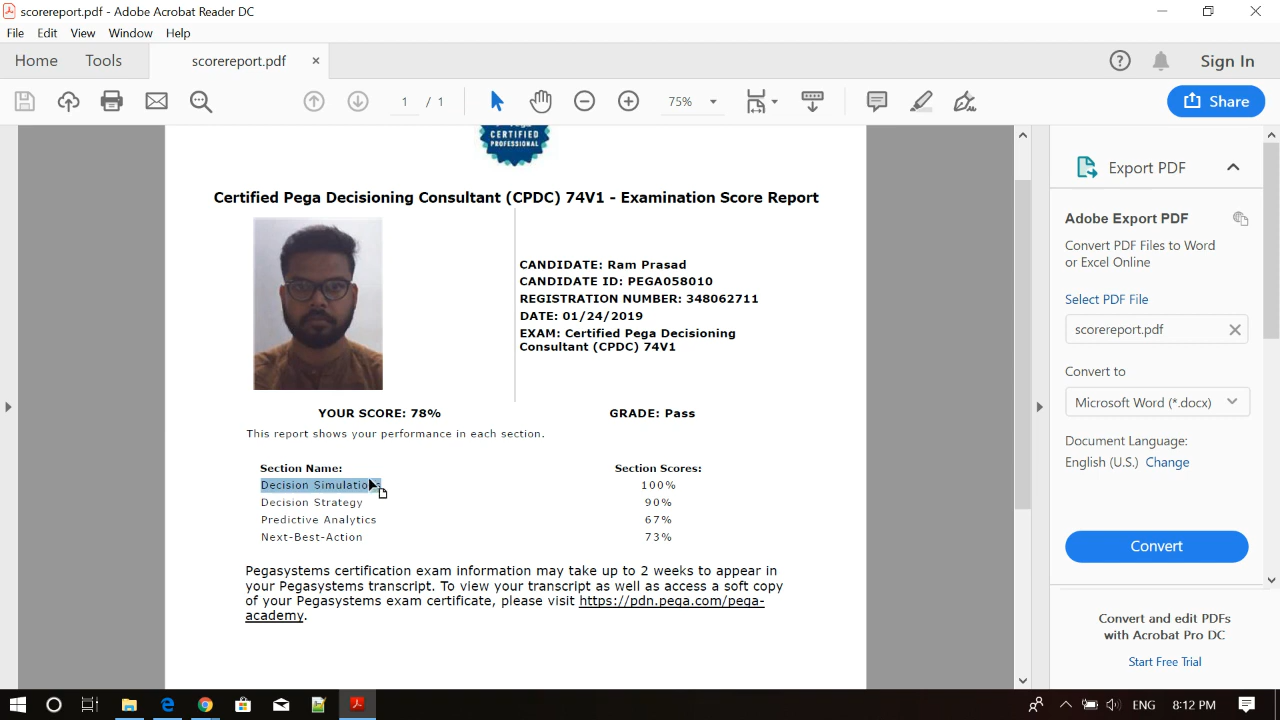 scorereport.pdf - Adobe Acrobat Reader DC
File Edit View Window Help
Home Tools scorereport.pdf × Sign In
1 / 1 75% Share
CERTIFIED
PROFESSIONAL
Certified Pega Decisioning Consultant (CPDC) 74V1 - Examination Score Report
CANDIDATE: Ram Prasad
CANDIDATE ID: PEGA058010
REGISTRATION NUMBER: 348062711
DATE: 01/24/2019
EXAM: Certified Pega Decisioning
Consultant (CPDC) 74V1
YOUR SCORE: 78% GRADE: Pass
This report shows your performance in each section.
Section Name: Section Scores:
Decision Simulations 100%
Decision Strategy 90%
Predictive Analytics 67%
Next-Best-Action 73%
Pegasystems certification exam information may take up to 2 weeks to appear in
your Pegasystems transcript. To view your transcript as well as access a soft copy
of your Pegasystems exam certificate, please visit https://pdn.pega.com/pega-
academy.
Export PDF
Adobe Export PDF
Convert PDF Files to Word
or Excel Online
Select PDF File
scorereport.pdf
Convert to
Microsoft Word (*.docx)
Document Language:
English (U.S.) Change
Convert
Convert and edit PDFs
with Acrobat Pro DC
Start Free Trial
ENG 8:12 PM